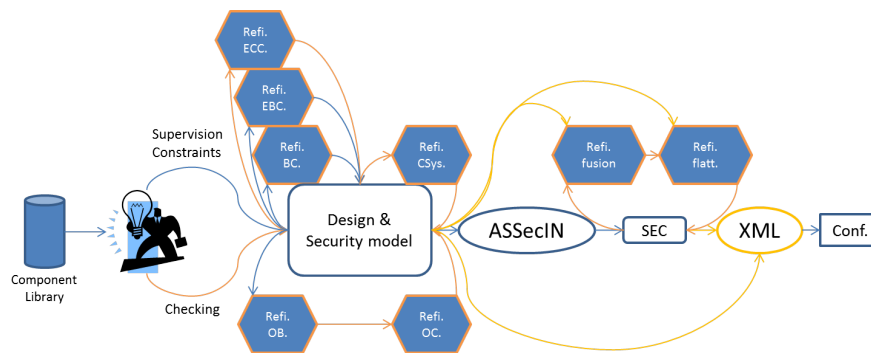 Refi.
ECC.
Refi.
EBC.
Supervision
Constraints
Refi.
BC.
Refi.
CSys.
Refi.
fusion
Refi.
flatt.
Design &
Security model
ASSecIN
SEC
XML
Conf.
Component
Library
Checking
Refi.
OB.
Refi.
OC.